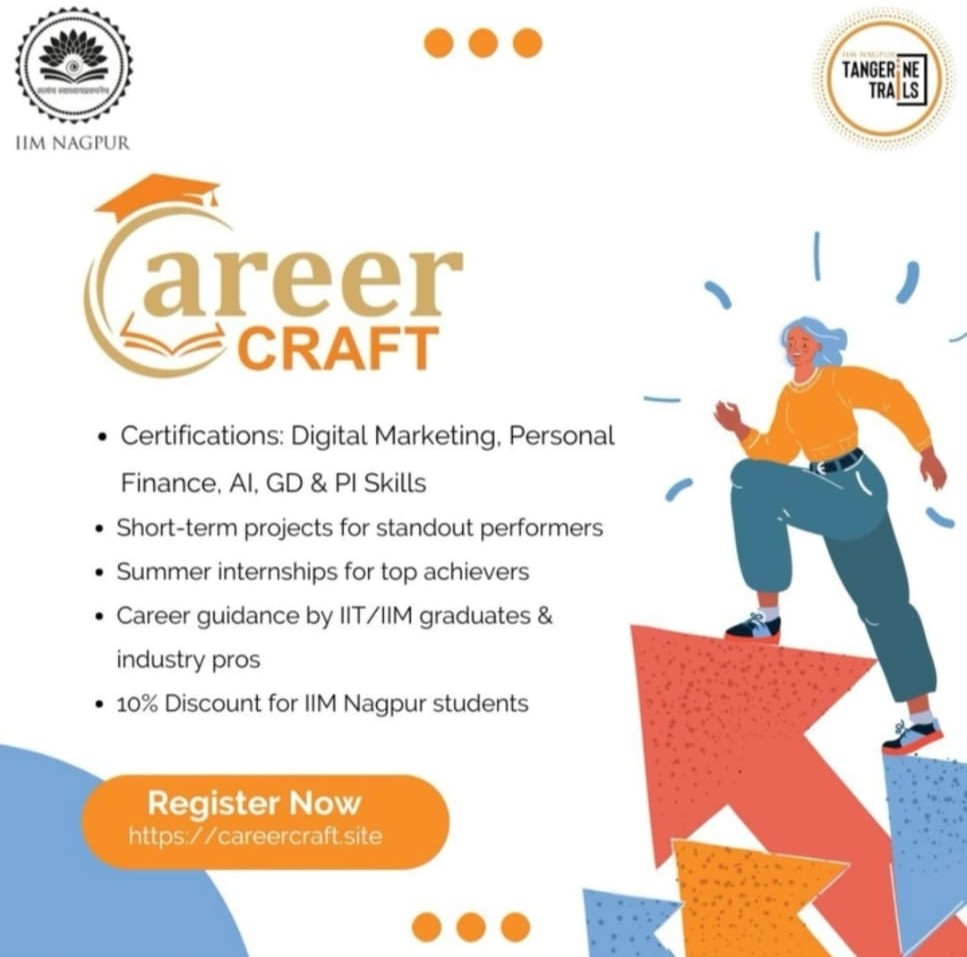 IIM NAGPUR
IIM NAGPUR
TANGERINE
TRAILS
Career
CRAFT
• Certifications: Digital Marketing, Personal
Finance, AI, GD & PI Skills
• Short-term projects for standout performers
• Summer internships for top achievers
• Career guidance by IIT/IIM graduates &
industry pros
• 10% Discount for IIM Nagpur students
Register Now
https://careercraft.site